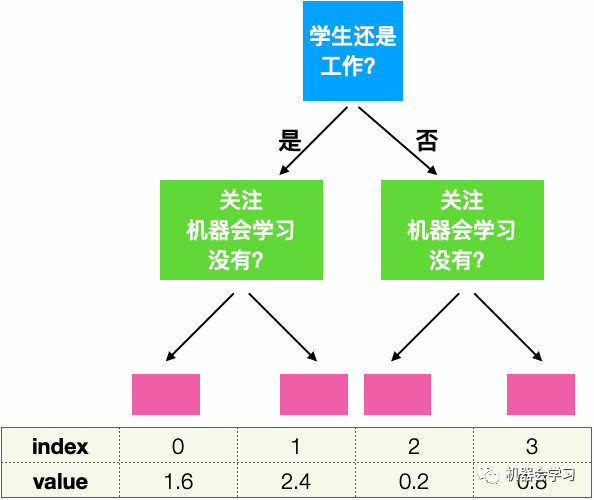 学生还是
工作?
是
否
关注
机器会学习
没有?
关注
机器会学习
没有?
index 0 1 2 3
value 1.6 2.4 0.2 0.8
机器会学习